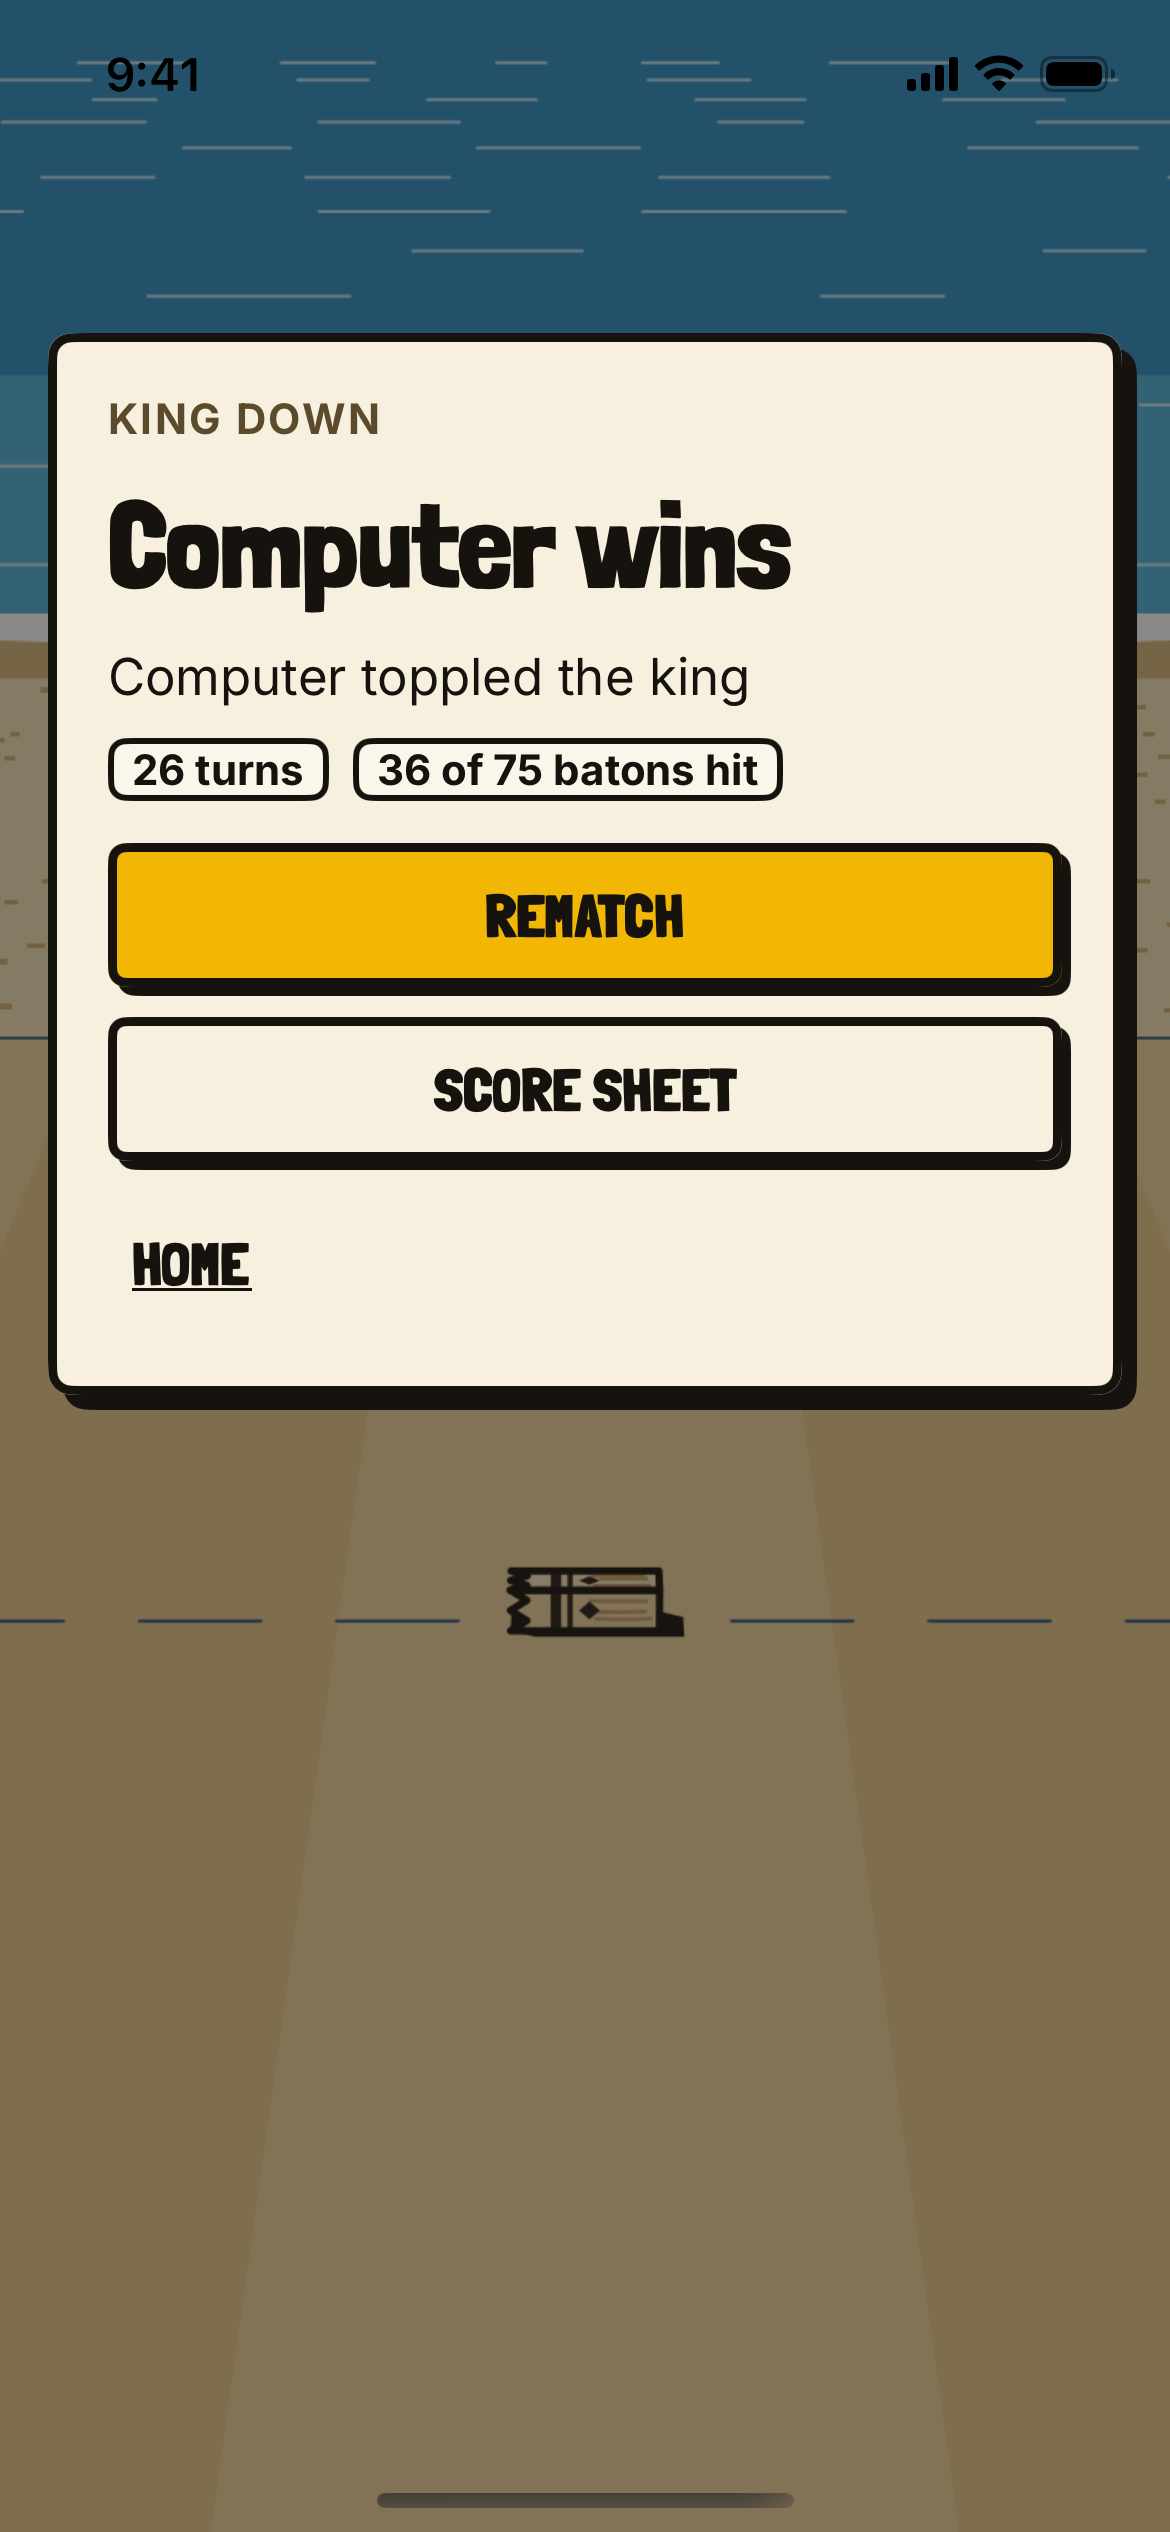 9:41
KING DOWN
Computer wins
Computer toppled the king
26 turns 36 of 75 batons hit
REMATCH
SCORE SHEET
HOME